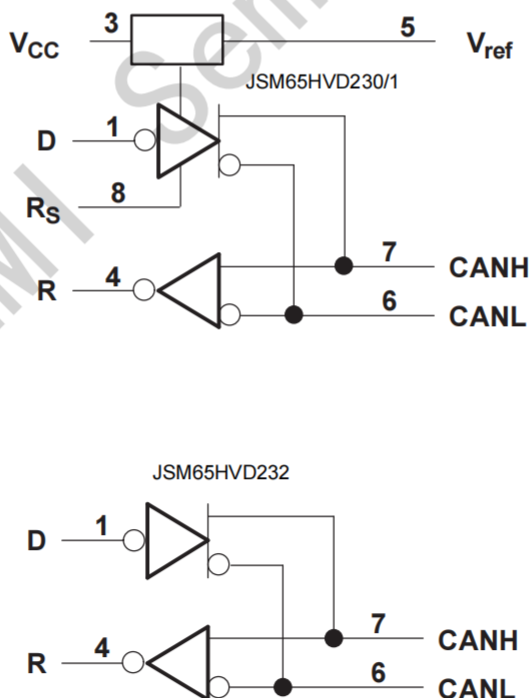 3
5
VCC
Vref
JSM65HVD230/1
D
1
RS
8
R
4
7
CANH
6
CANL
JSM65HVD232
D
1
R
4
7
CANH
6
CANL